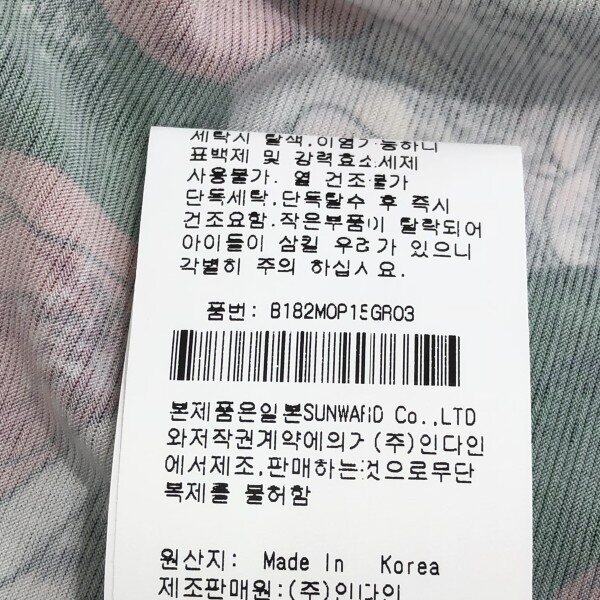 세탁시 탈색,이염가능하니
표백제 및 강력효소세제
사용불가. 열 건조불가
단독세탁,단독탈수 후 즉시
건조요함.작은부품이 탈락되어
아이들이 삼킬 우려가 있으니
각별히 주의 하십시요.
품번: B182MOP15GR03
본제품은일본SUNWARD Co.,LTD
와저작권계약에의거(주)인다인
에서제조,판매하는것으로무단
복제를 불허함
원산지: Made In Korea
제조판매원:(주)인다인